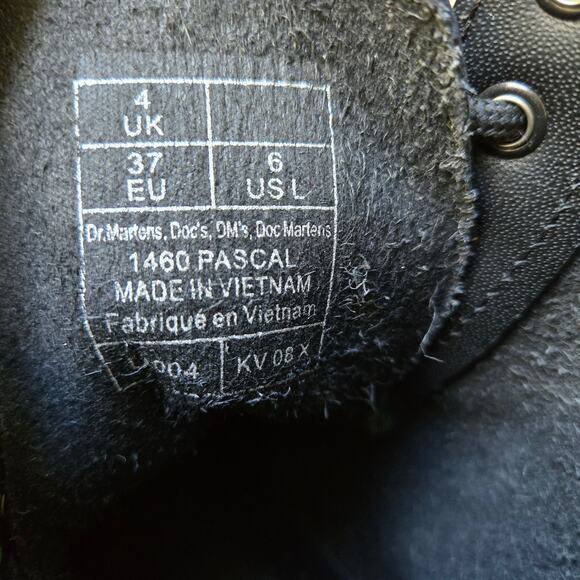 4
UK
37 6
EU US L
Dr.Martens, Doc's, DM's, Doc Martens
1460 PASCAL
MADE IN VIETNAM
Fabriqué en Vietnam
KV 08 X